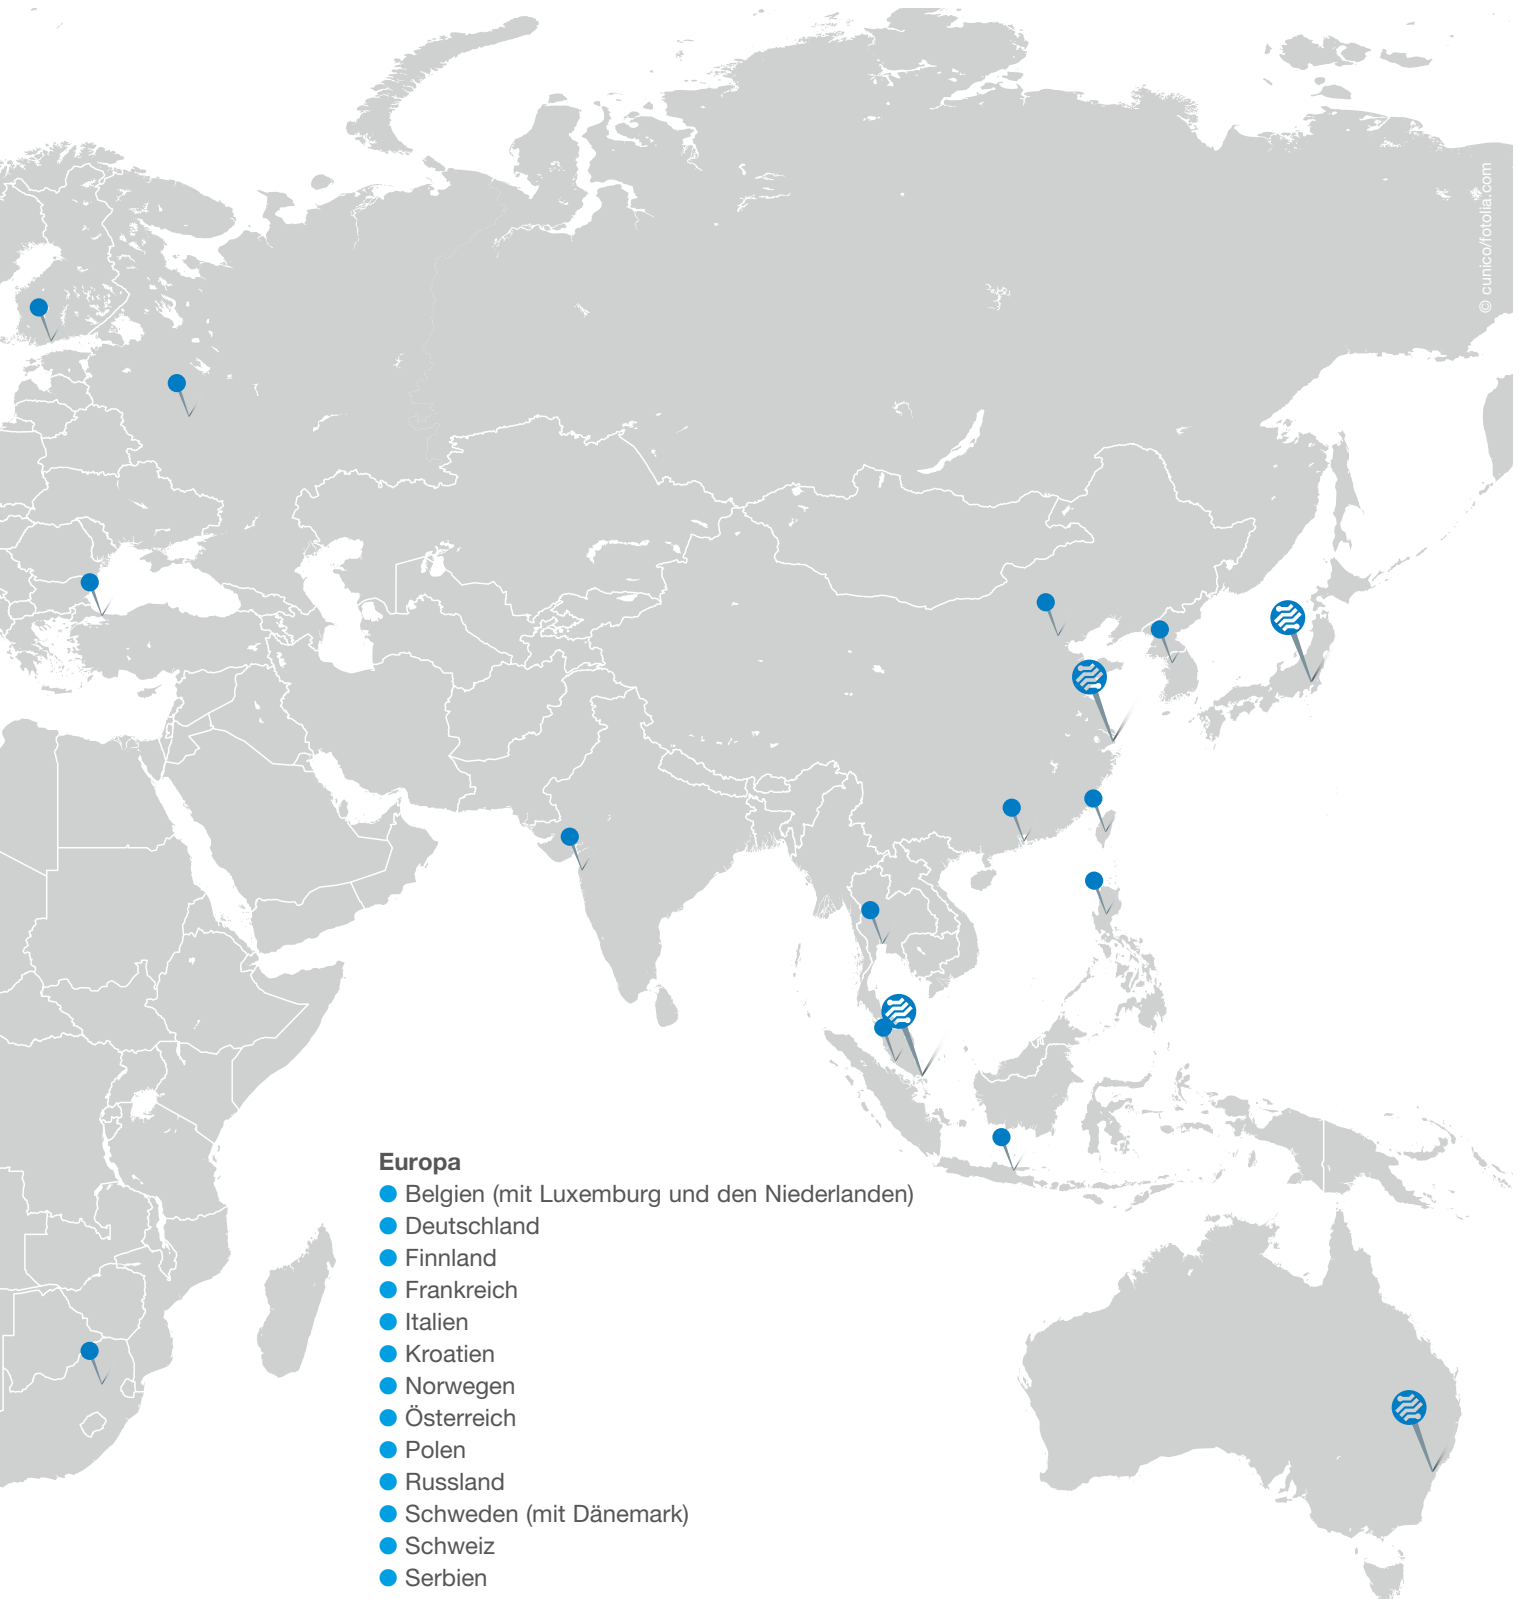 © cunico/fotolia.com
Europa
Belgien (mit Luxemburg und den Niederlanden)
Deutschland
Finnland
Frankreich
Italien
Kroatien
Norwegen
Österreich
Polen
Russland
Schweden (mit Dänemark)
Schweiz
Serbien